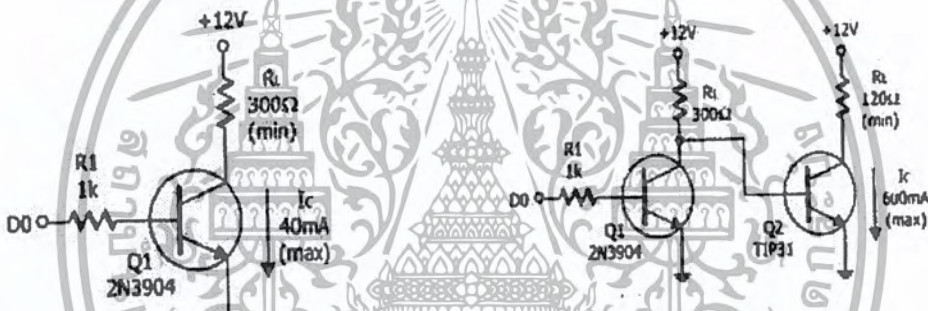 +12V
RL
300Ω
(min)
R1
1k
D0
Ic
40mA
(max)
Q1
2N3904
+12V
+12V
RL
300Ω
RL
120Ω
(min)
R1
1k
D0
Q1
2N3904
Q2
TIP31
Ic
600mA
(max)